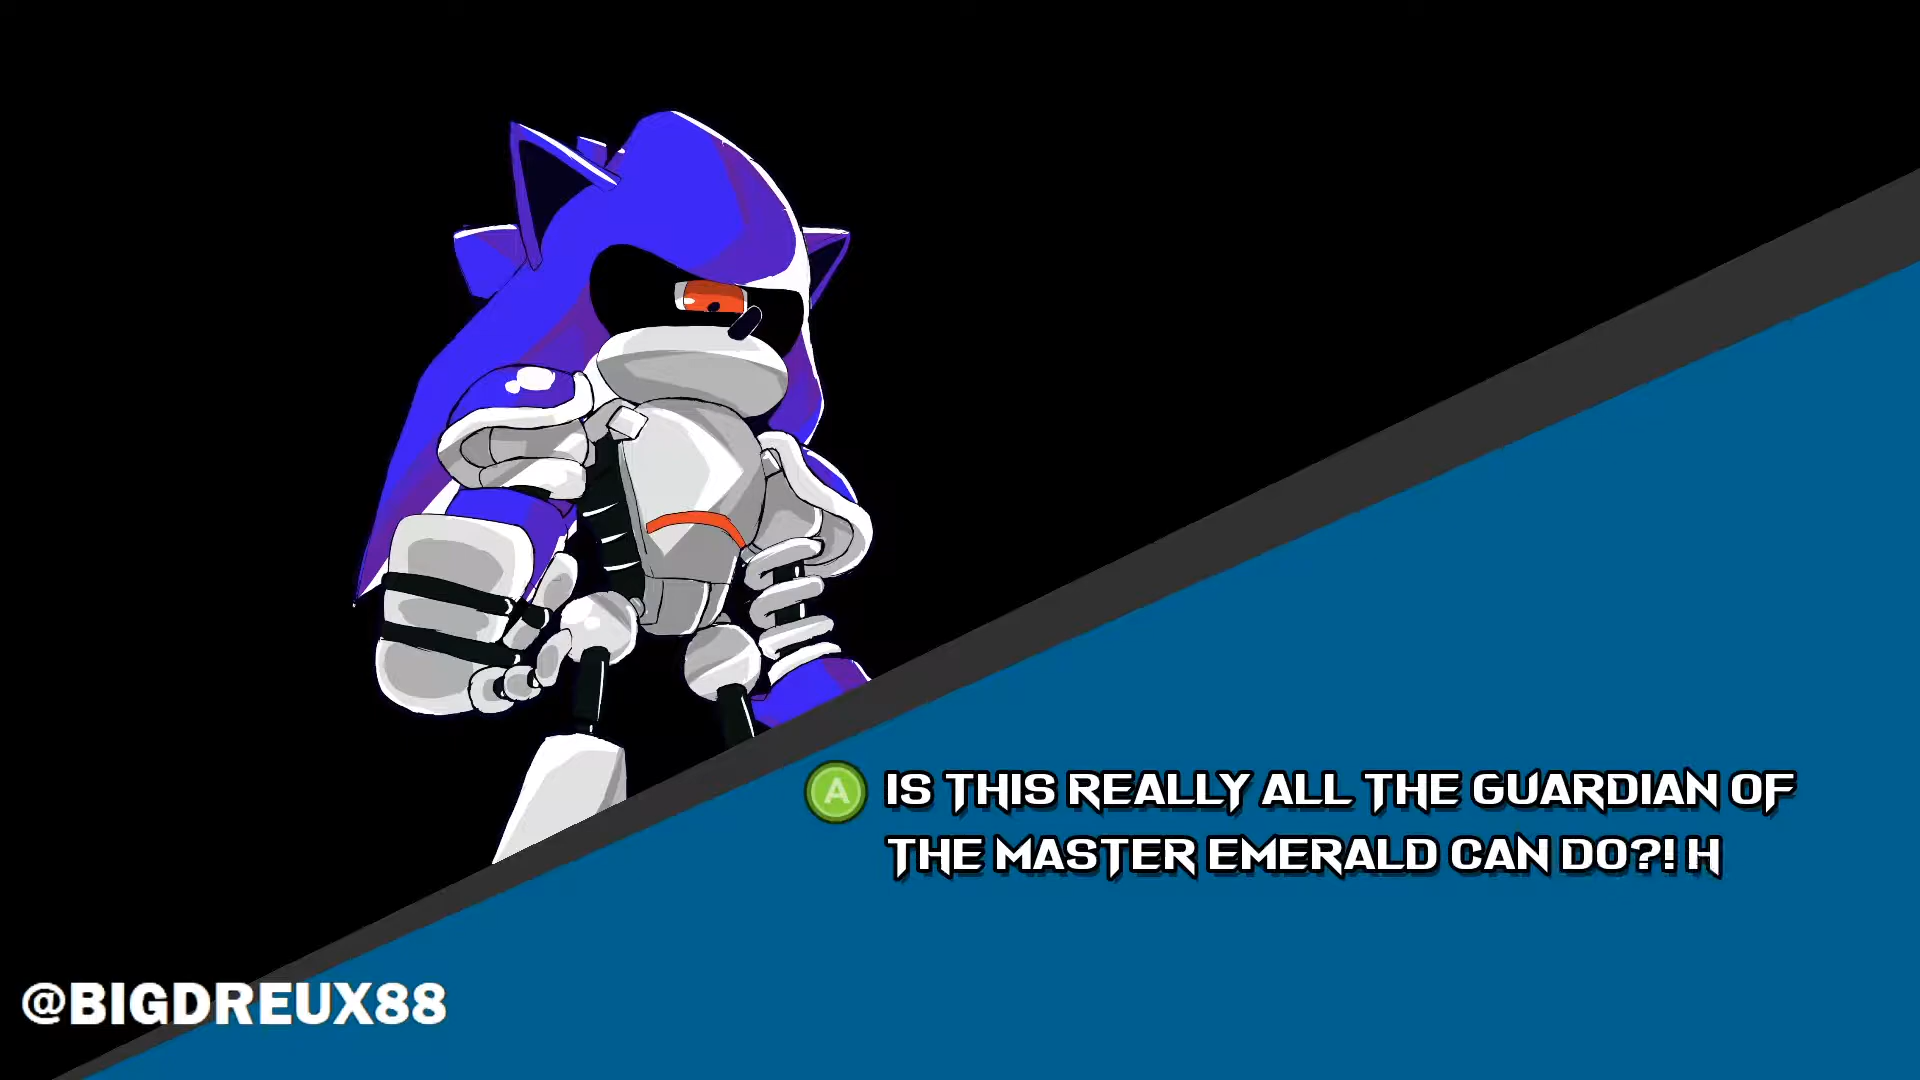 A IS THIS REALLY ALL THE GUARDIAN OF
THE MASTER EMERALD CAN DO?! H
@BIGDREUX88